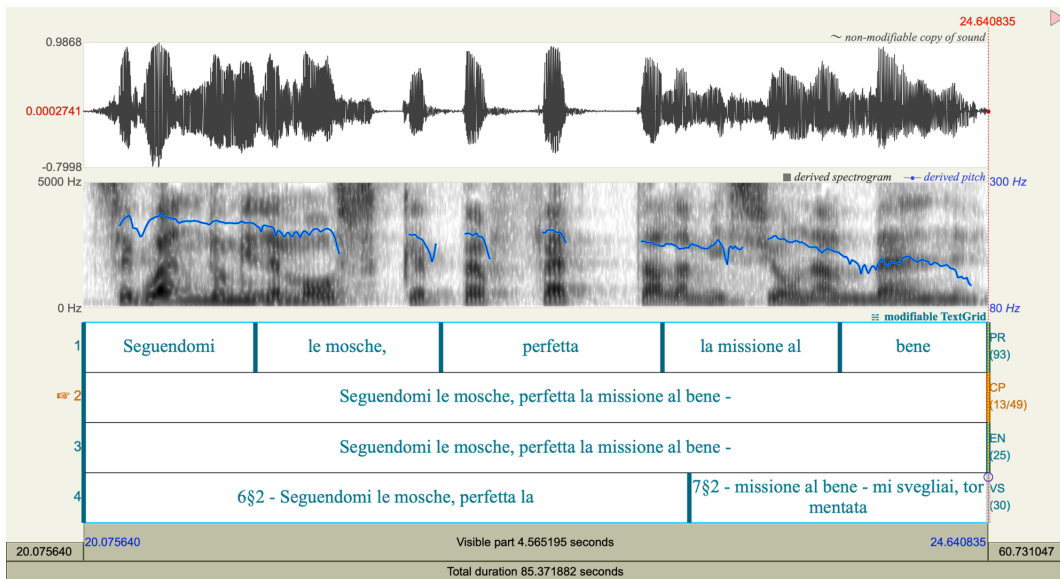 24.640835
0.9868
~ non-modifiable copy of sound
0.0002741
-0.7998
5000 Hz
derived spectrogram
derived pitch
300 Hz
0 Hz
80 Hz
modifiable TextGrid
1
Seguendomi
le mosche,
perfetta
la missione al
bene
PR
(93)
2
Seguendomi le mosche, perfetta la missione al bene -
CP
(13/49)
3
Seguendomi le mosche, perfetta la missione al bene -
EN
(25)
4
6§2 - Seguendomi le mosche, perfetta la
7§2 - missione al bene - mi svegliai, tor
mentata
VS
(30)
20.075640
20.075640
Visible part 4.565195 seconds
24.640835
60.731047
Total duration 85.371882 seconds